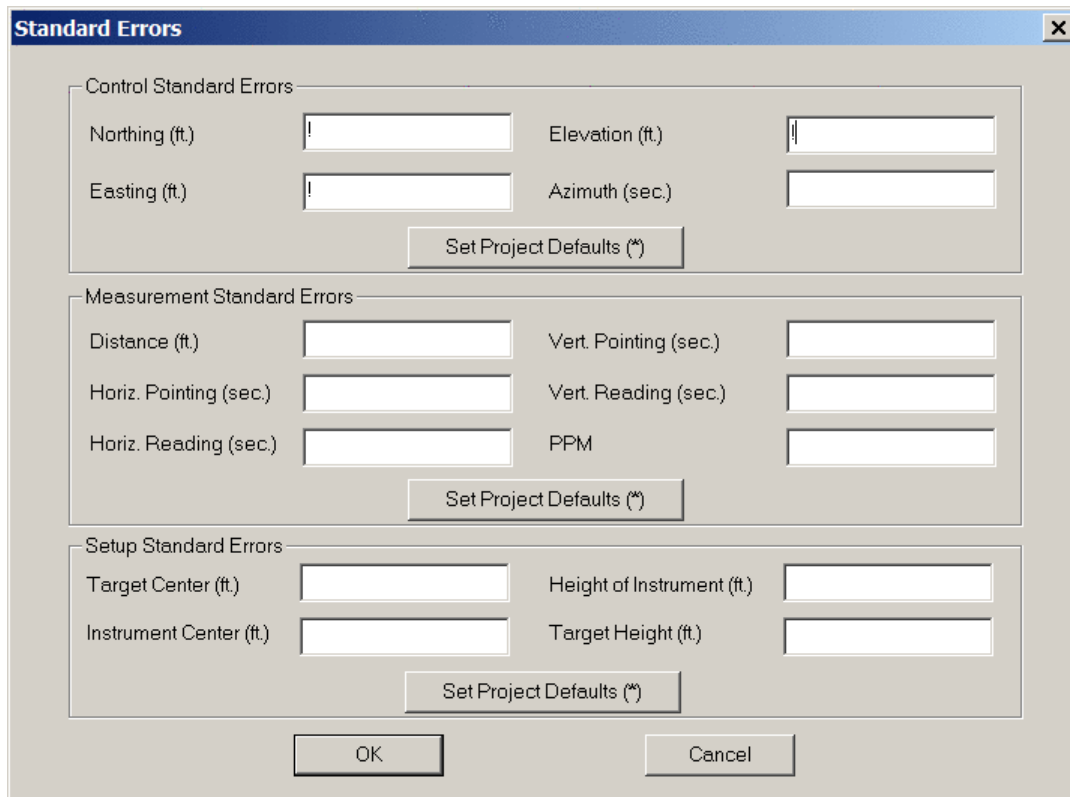 Standard Errors
Control Standard Errors
Northing (ft.) ! Elevation (ft.) !
Easting (ft.) ! Azimuth (sec.)
Set Project Defaults (*)
Measurement Standard Errors
Distance (ft.) Vert. Pointing (sec.)
Horiz. Pointing (sec.) Vert. Reading (sec.)
Horiz. Reading (sec.) PPM
Set Project Defaults (*)
Setup Standard Errors
Target Center (ft.) Height of Instrument (ft.)
Instrument Center (ft.) Target Height (ft.)
Set Project Defaults (*)
OK Cancel